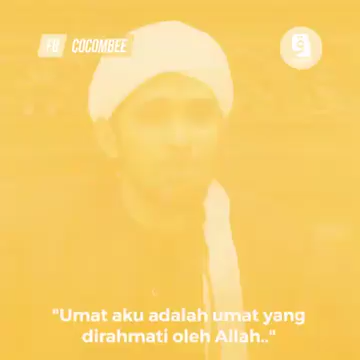 FB COCOMBEE
"Umat aku adalah umat yang
dirahmati oleh Allah.."